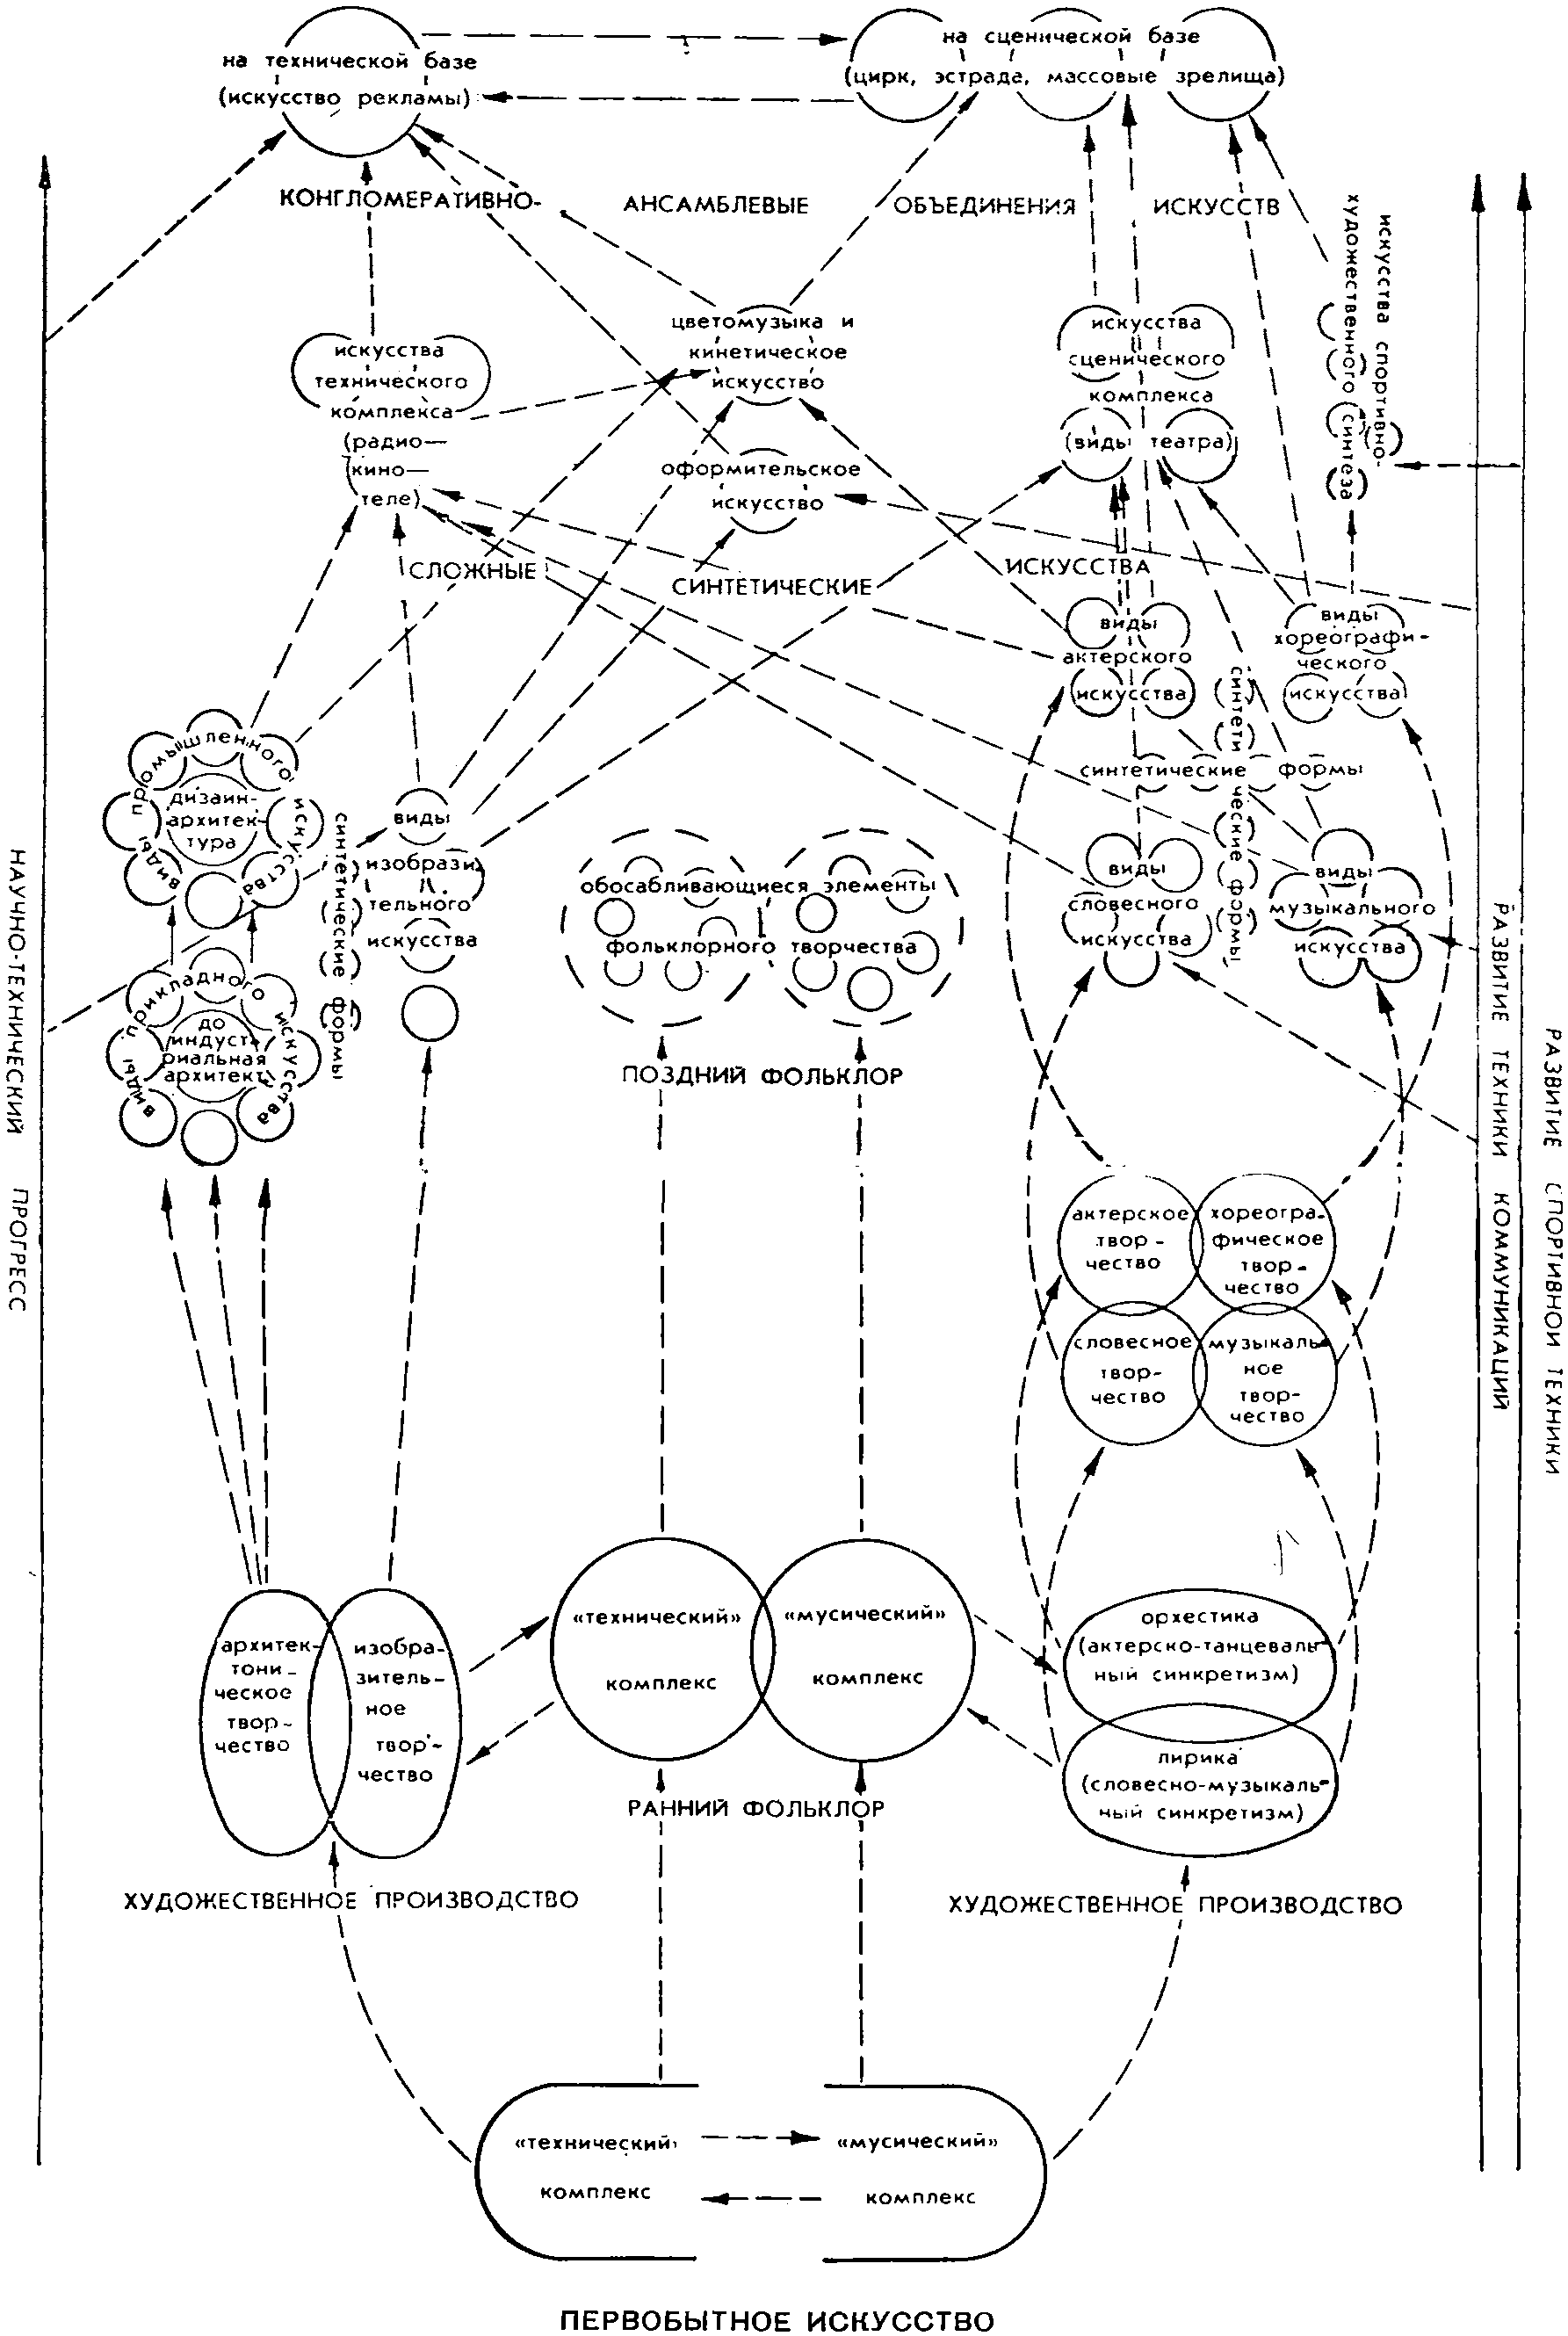 на технической базе
(искусство рекламы)
на сценической базе
(цирк, эстрада, массовые зрелища)
КОНГЛОМЕРАТИВНО-
АНСАМБЛЕВЫЕ
ОБЪЕДИНЕНИЯ
ИСКУССТВ
искусства спортивно-
художественного синтеза
искусства
технического
комплекса
(радио—
кино—
теле)
цветомузыка и
кинетическое
искусство
искусства
сценического
комплекса
(виды театра)
оформительское
искусство
СЛОЖНЫЕ
СИНТЕТИЧЕСКИЕ
ИСКУССТВА
виды
актерского
искусства
виды
хореографи-
ческого
искусства
синтетические формы
синтетические формы
виды промышленного искусства
дизайн-
архитек-
тура
синтетические формы
виды
изобрази
тельного
искусства
обосабливающиеся элементы
фольклорного творчества
виды
словесного
искусства
виды
музыкального
искусства
виды прикладного искусства
до
индуст
риальная
архитект
ПОЗДНИЙ ФОЛЬКЛОР
НАУЧНО-ТЕХНИЧЕСКИЙ ПРОГРЕСС
РАЗВИТИЕ ТЕХНИКИ КОММУНИКАЦИЙ
РАЗВИТИЕ СПОРТИВНОЙ ТЕХНИКИ
актерское
твор-
чество
хореогра-
фическое
твор-
чество
словесное
твор-
чество
музыкаль-
ное
твор-
чество
архитек-
тони-
ческое
твор-
чество
изобра-
зитель-
ное
твор-
чество
«технический»
комплекс
«мусический»
комплекс
орхестика
(актерско-танцеваль-
ный синкретизм)
лирика
(словесно-музыкаль-
ный синкретизм)
РАННИЙ ФОЛЬКЛОР
ХУДОЖЕСТВЕННОЕ ПРОИЗВОДСТВО
ХУДОЖЕСТВЕННОЕ ПРОИЗВОДСТВО
«технический»
комплекс
«мусический»
комплекс
ПЕРВОБЫТНОЕ ИСКУССТВО